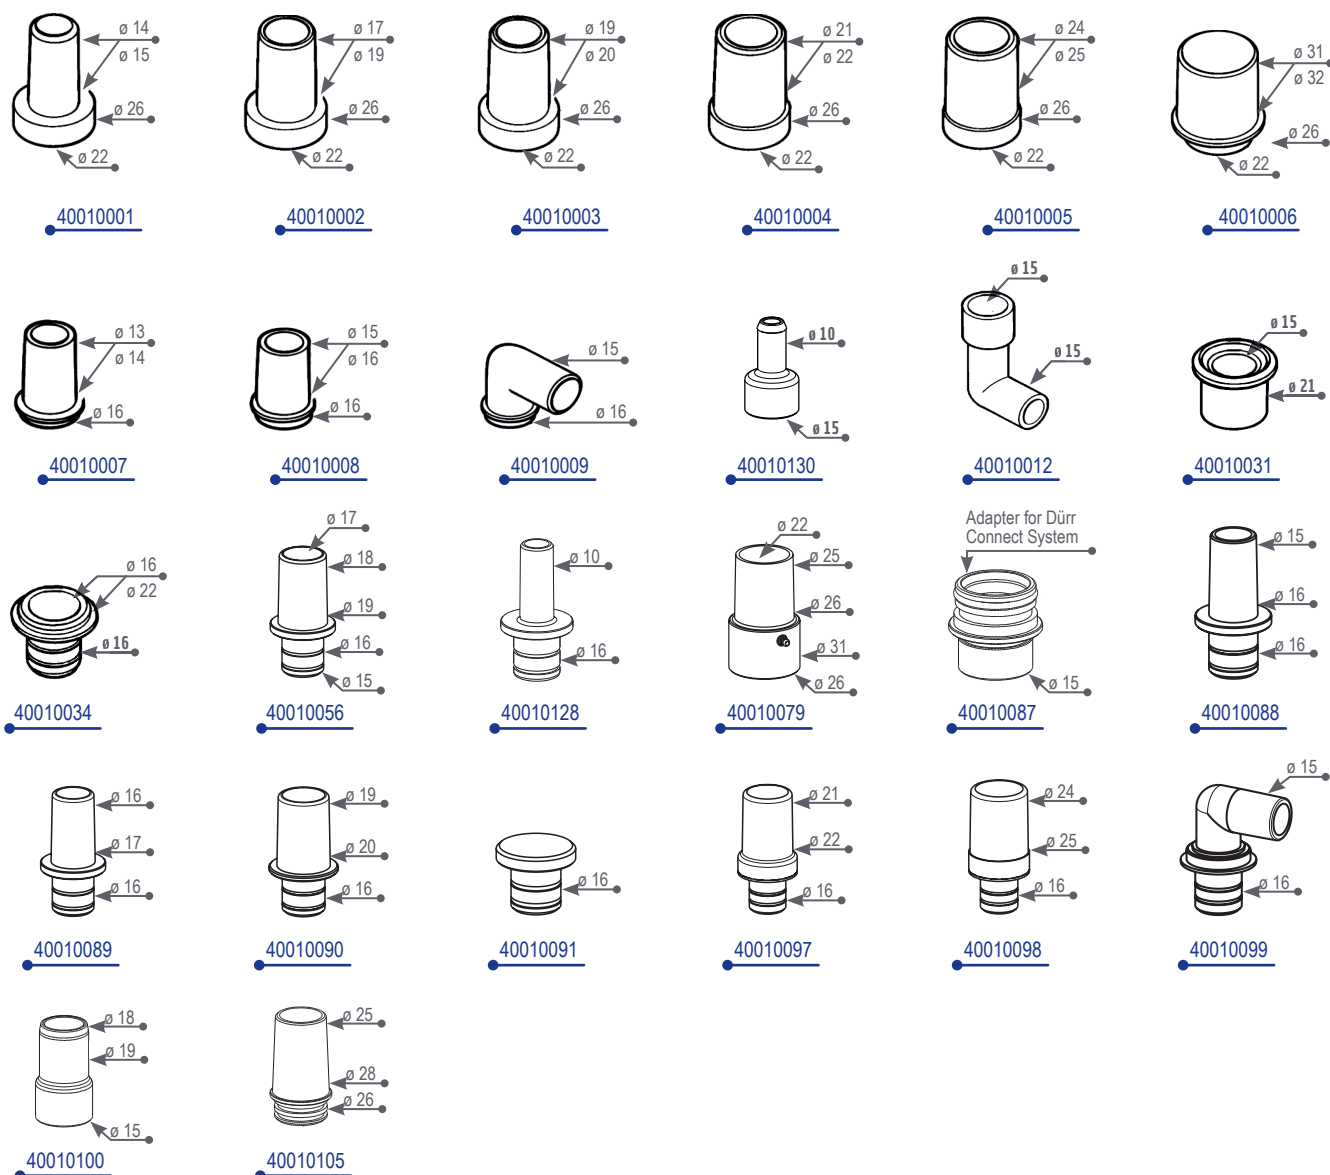 ø 14
ø 15
ø 26
ø 22
40010001
ø 17
ø 19
ø 26
ø 22
40010002
ø 19
ø 20
ø 26
ø 22
40010003
ø 21
ø 22
ø 26
ø 22
40010004
ø 24
ø 25
ø 26
ø 22
40010005
ø 31
ø 32
ø 26
ø 22
40010006
ø 13
ø 14
ø 16
40010007
ø 15
ø 16
ø 16
40010008
ø 15
ø 16
40010009
ø 10
ø 15
40010130
ø 15
ø 15
40010012
ø 15
ø 21
40010031
ø 16
ø 22
ø 16
40010034
ø 17
ø 18
ø 19
ø 16
ø 15
40010056
ø 10
ø 16
40010128
ø 22
ø 25
ø 26
ø 31
ø 26
40010079
Adapter for Dürr
Connect System
ø 15
40010087
ø 15
ø 16
ø 16
40010088
ø 16
ø 17
ø 16
40010089
ø 19
ø 20
ø 16
40010090
ø 16
40010091
ø 21
ø 22
ø 16
40010097
ø 24
ø 25
ø 16
40010098
ø 15
ø 16
40010099
ø 18
ø 19
ø 15
40010100
ø 25
ø 28
ø 26
40010105